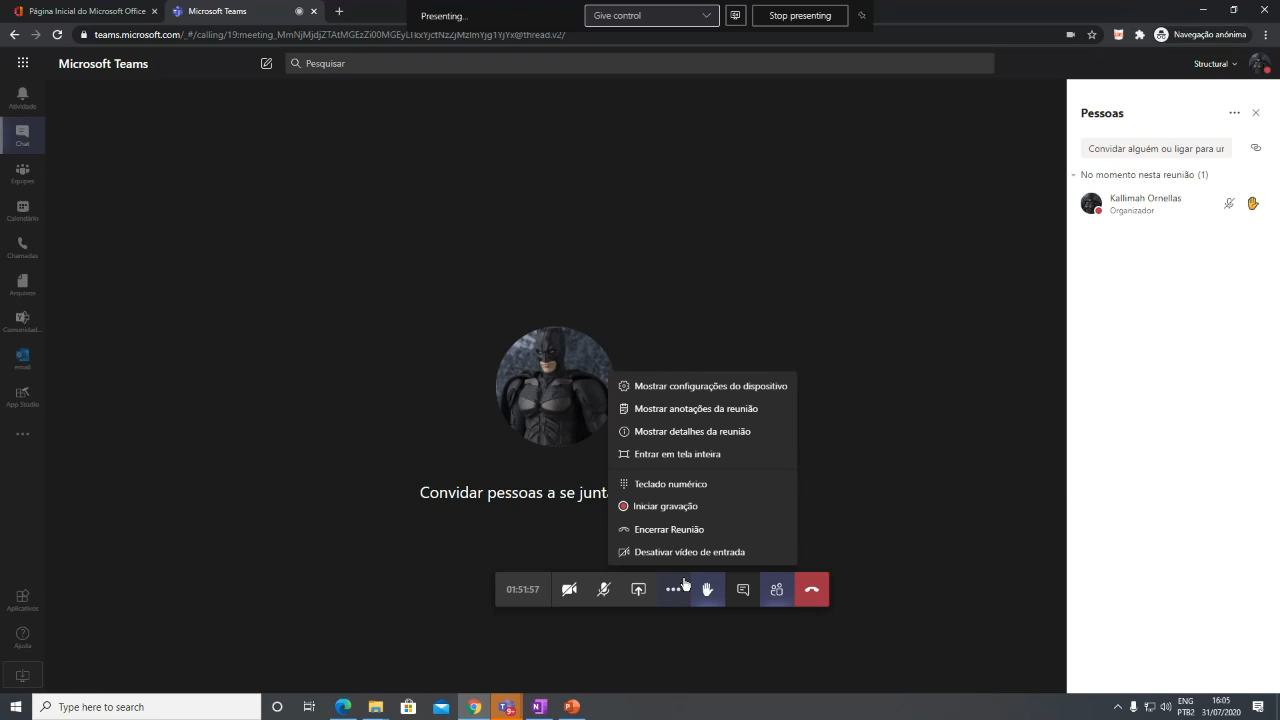 Presenting...
Give control
Stop presenting
Página Inicial do Microsoft Office
Microsoft Teams
Navegação anônima
Microsoft Teams
Pesquisar
Structural
Atividade
Chat
Equipes
Calendário
Chamadas
Arquivos
Comunidad...
email
App Studio
Aplicativos
Ajuda
Pessoas
Convidar alguém ou ligar para ur
No momento nesta reunião (1)
Kallimah Ornellas
Organizador
Mostrar configurações do dispositivo
Mostrar anotações da reunião
Mostrar detalhes da reunião
Entrar em tela inteira
Convidar pessoas a se junta
Teclado numérico
Iniciar gravação
Encerrar Reunião
Desativar vídeo de entrada
01:51:57
Type here to search
ENG
PTB2
16:05
31/07/2020